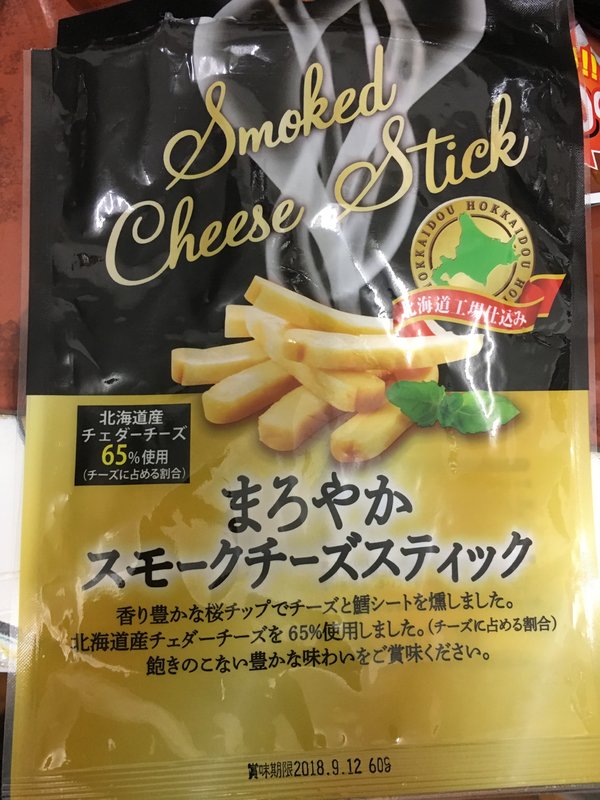 Smoked
Cheese Stick
HOKKAIDOU HOKKAIDOU
北海道工場仕込み
北海道産
チェダーチーズ
65%使用
(チーズに占める割合)
まろやか
スモークチーズスティック
香り豊かな桜チップでチーズと鱈シートを燻しました。
北海道産チェダーチーズを65%使用しました。(チーズに占める割合)
飽きのこない豊かな味わいをご賞味ください。
賞味期限2018.9.12 60g